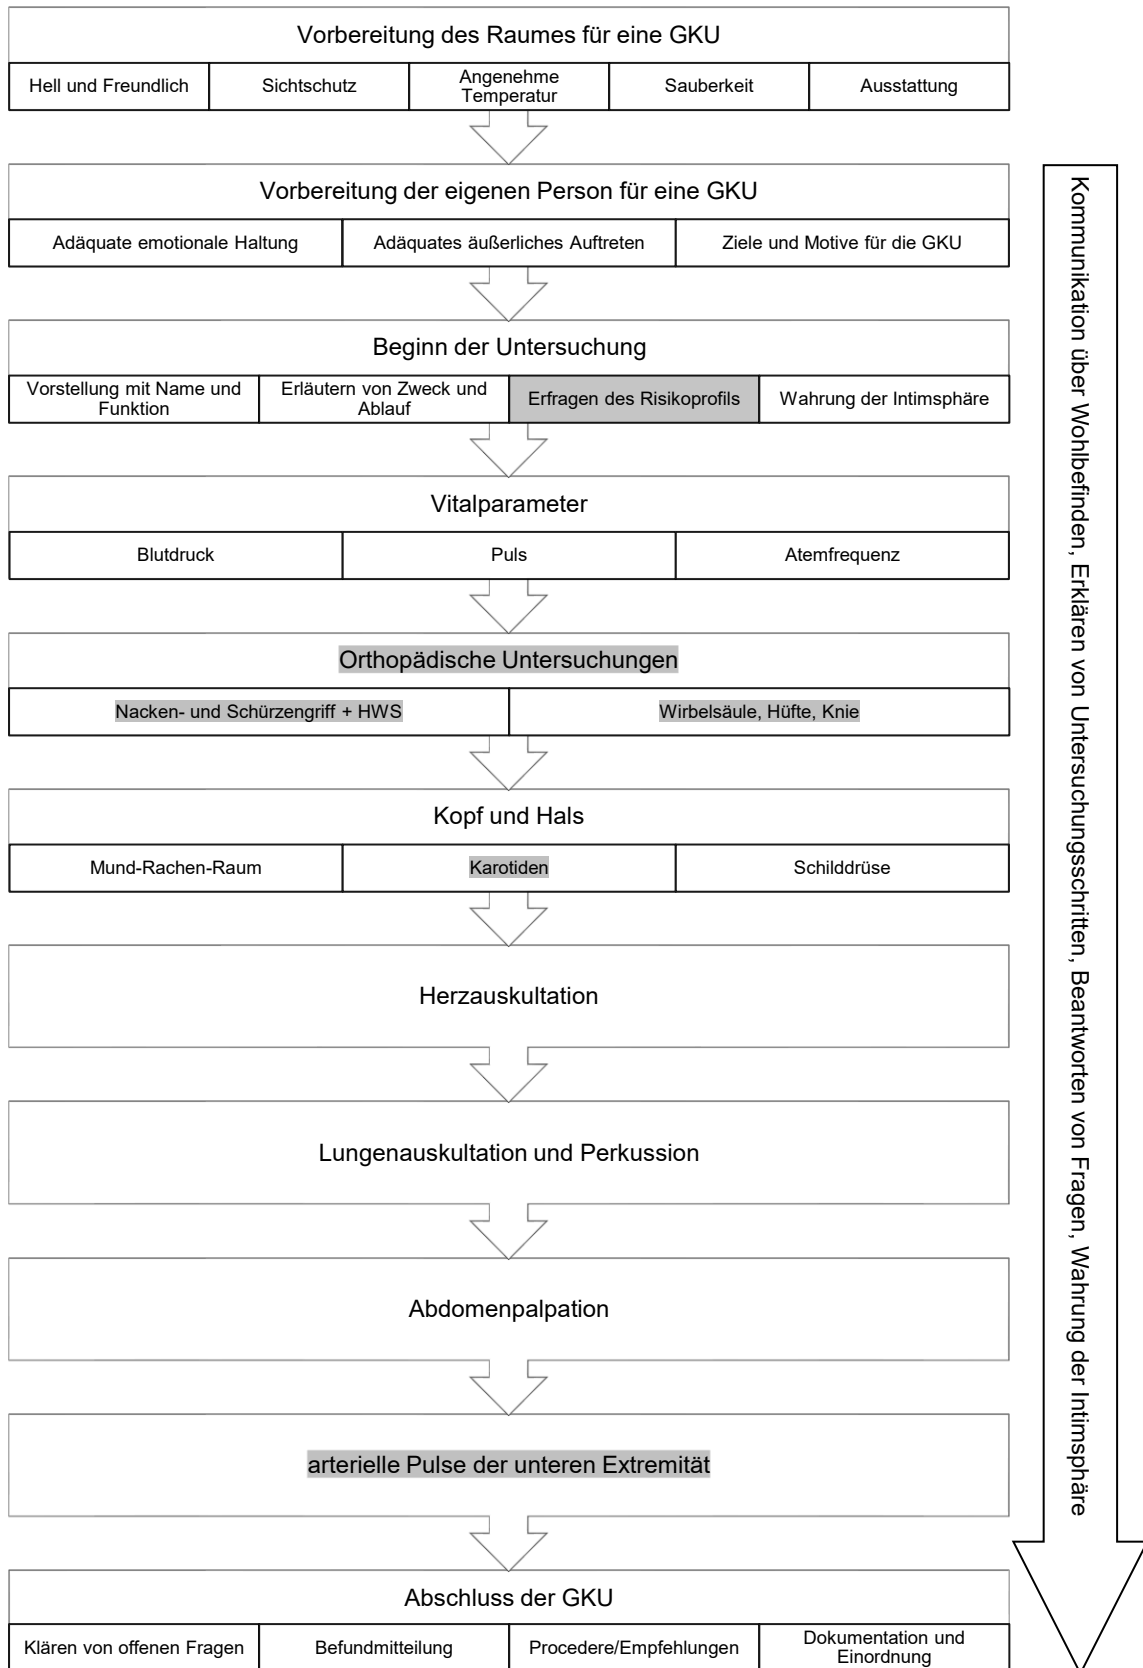 Vorbereitung des Raumes für eine GKU
Hell und Freundlich
Sichtschutz
Angenehme
Temperatur
Sauberkeit
Ausstattung
Vorbereitung der eigenen Person für eine GKU
Adäquate emotionale Haltung
Adäquates äußerliches Auftreten
Ziele und Motive für die GKU
Beginn der Untersuchung
Vorstellung mit Name und
Funktion
Erläutern von Zweck und
Ablauf
Erfragen des Risikoprofils
Wahrung der Intimsphäre
Vitalparameter
Blutdruck
Puls
Atemfrequenz
Orthopädische Untersuchungen
Nacken- und Schürzengriff + HWS
Wirbelsäule, Hüfte, Knie
Kopf und Hals
Mund-Rachen-Raum
Karotiden
Schilddrüse
Herzauskultation
Lungenauskultation und Perkussion
Abdomenpalpation
arterielle Pulse der unteren Extremität
Abschluss der GKU
Klären von offenen Fragen
Befundmitteilung
Procedere/Empfehlungen
Dokumentation und
Einordnung
Kommunikation über Wohlbefinden, Erklären von Untersuchungsschritten, Beantworten von Fragen, Wahrung der Intimsphäre